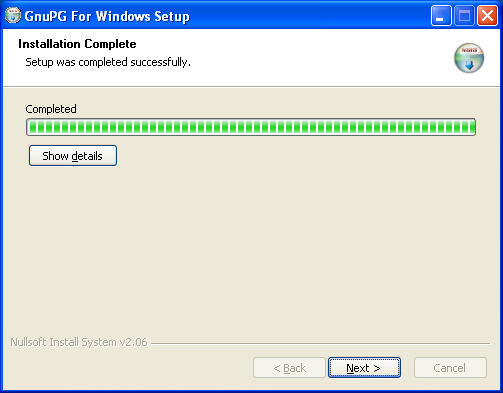 GnuPG For Windows Setup
Installation Complete
Setup was completed successfully.
Completed
Show details
Nullsoft Install System v2.06
< Back
Next >
Cancel